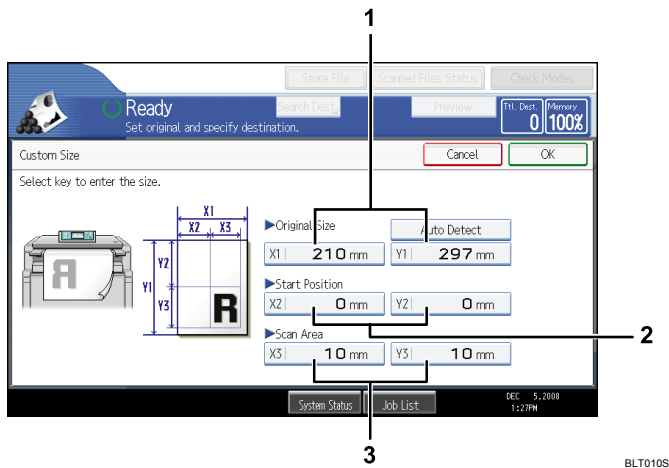 1
Store File Scanned Files Status Check Modes
Ready Search Dest. Preview Ttl. Dest. Memory
Set original and specify destination. 0 100%
Custom Size Cancel OK
Select key to enter the size.
X1
X2 X3
Y1 Y2 Y3
R
R
►Original Size Auto Detect
X1 210 mm Y1 297 mm
►Start Position
X2 0 mm Y2 0 mm
2
►Scan Area
X3 10 mm Y3 10 mm
System Status Job List DEC 5,2008
1:27PM
3
BLT010S